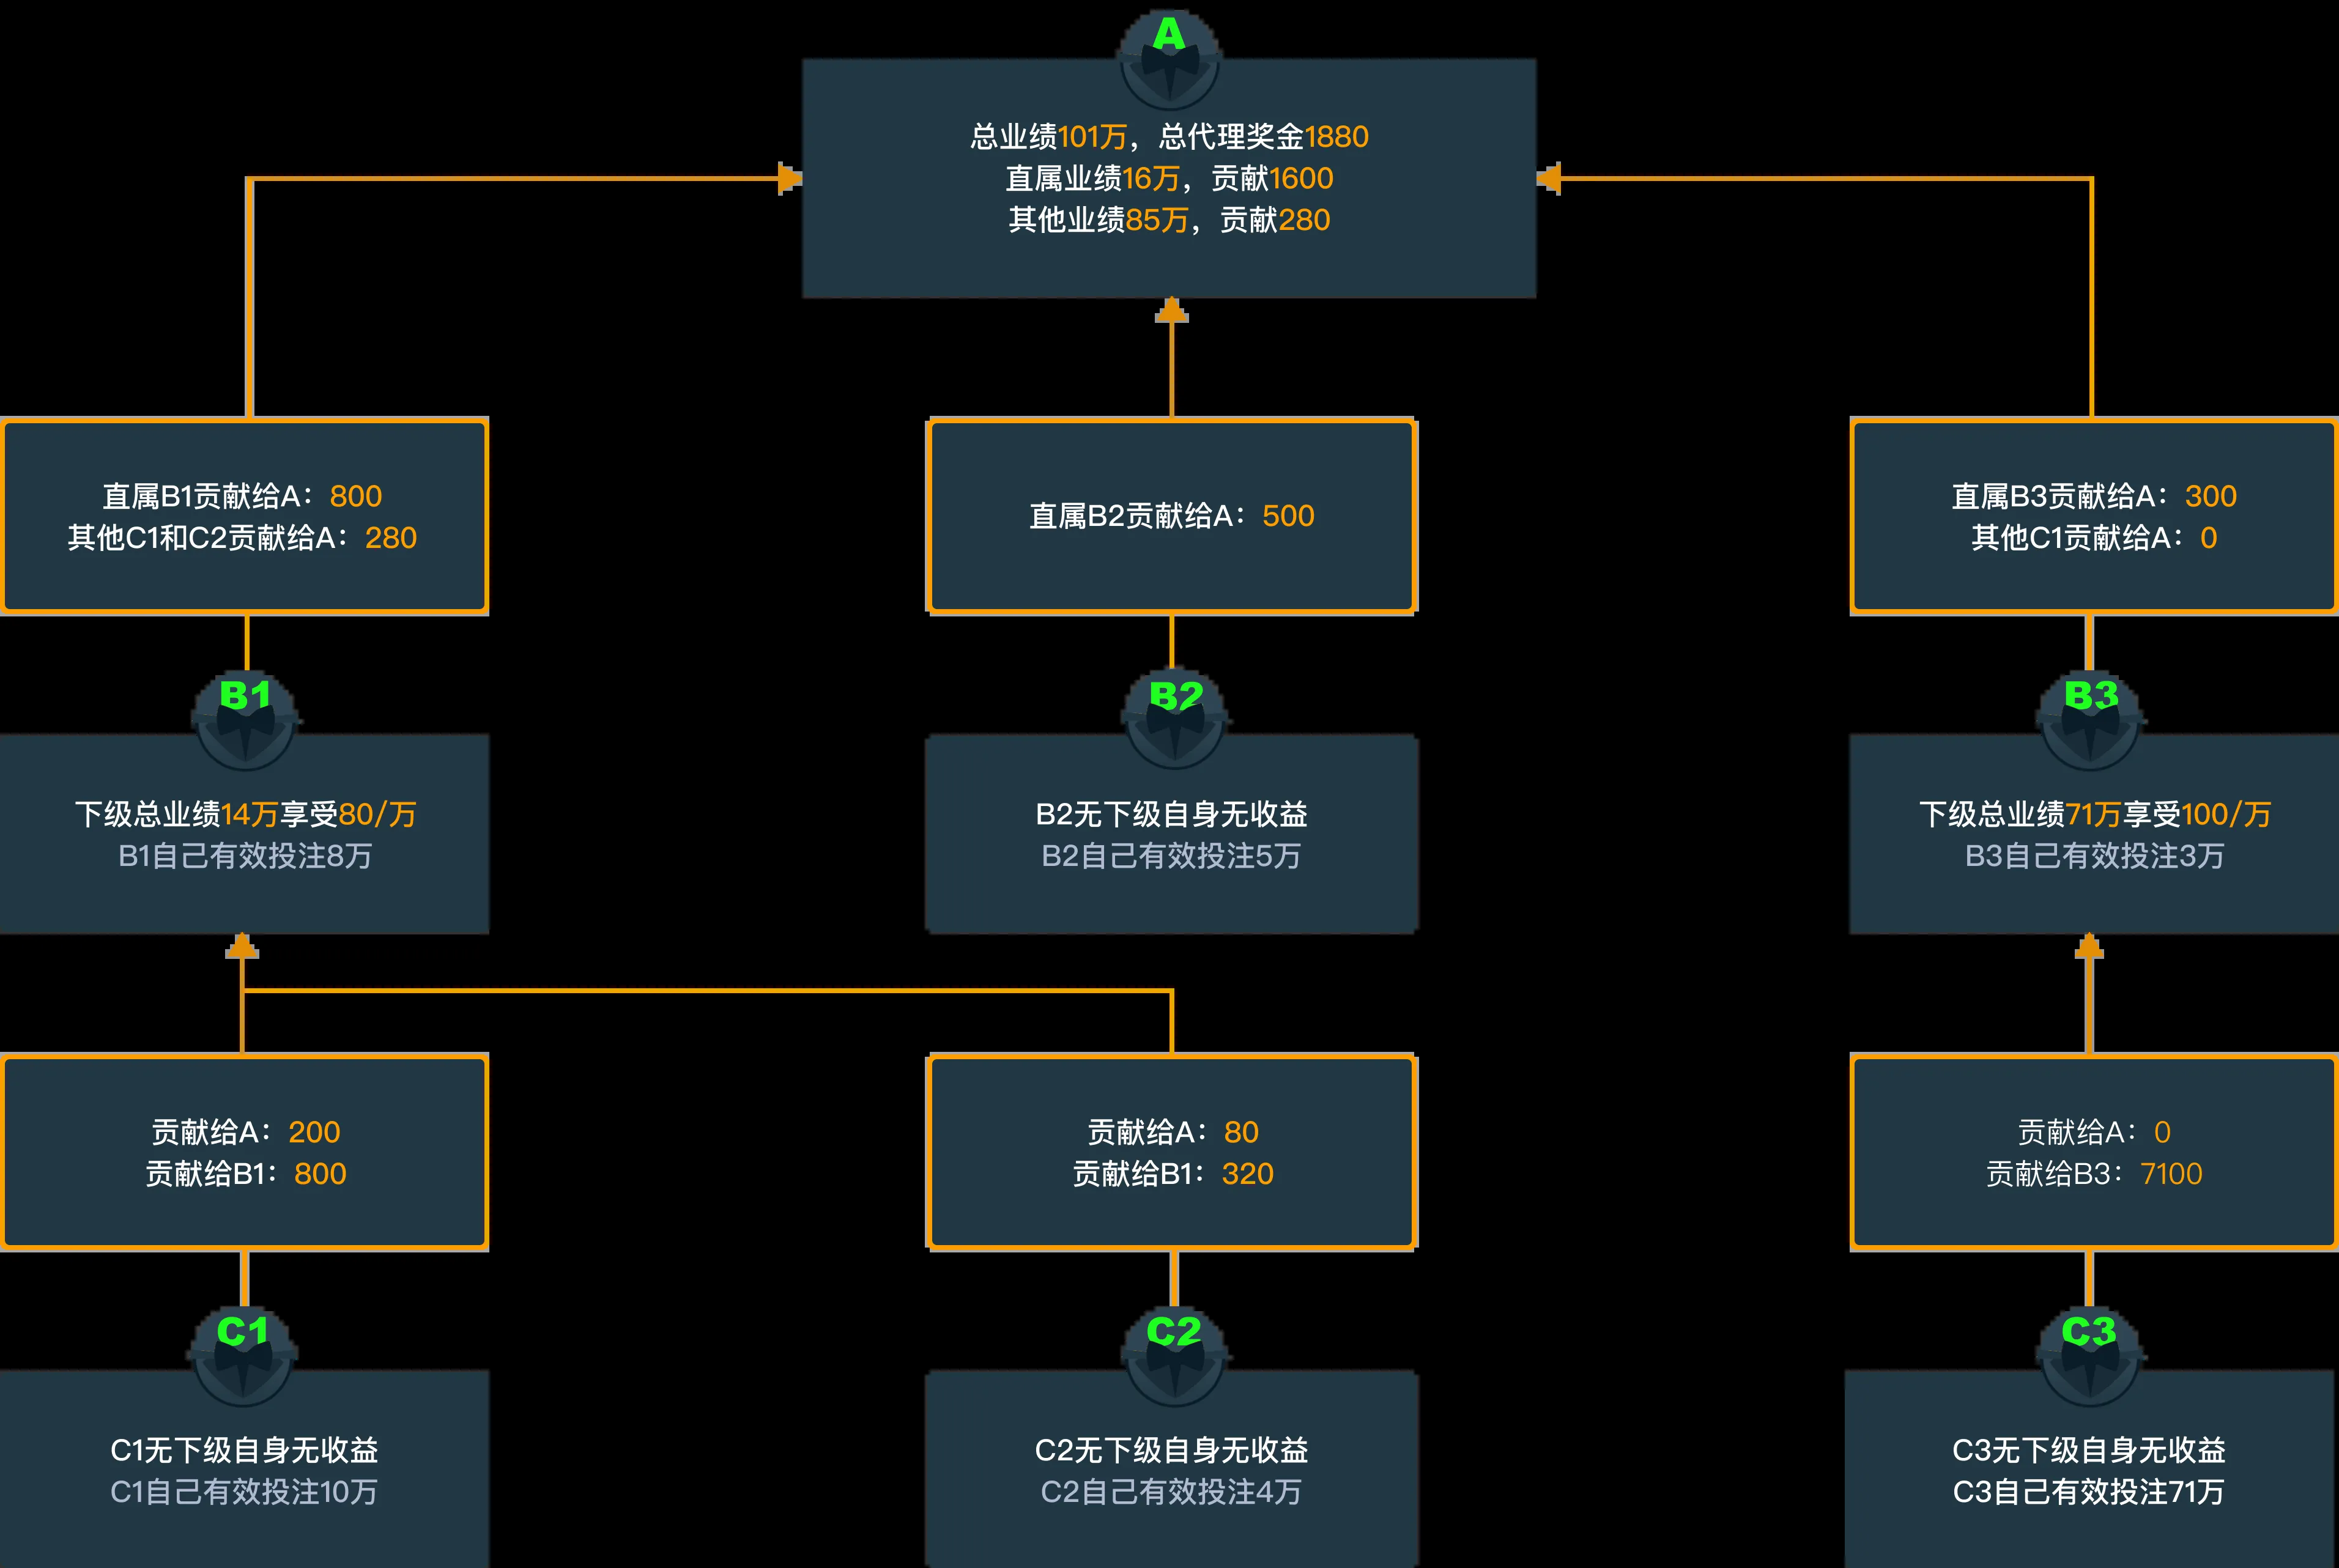 A
总业绩101万，总代理奖金1880
直属业绩16万，贡献1600
其他业绩85万，贡献280
直属B1贡献给A：800
其他C1和C2贡献给A：280
直属B2贡献给A：500
直属B3贡献给A：300
其他C1贡献给A：0
B1
下级总业绩14万享受80/万
B1自己有效投注8万
B2
B2无下级自身无收益
B2自己有效投注5万
B3
下级总业绩71万享受100/万
B3自己有效投注3万
贡献给A：200
贡献给B1：800
贡献给A：80
贡献给B1：320
贡献给A：0
贡献给B3：7100
C1
C1无下级自身无收益
C1自己有效投注10万
C2
C2无下级自身无收益
C2自己有效投注4万
C3
C3无下级自身无收益
C3自己有效投注71万